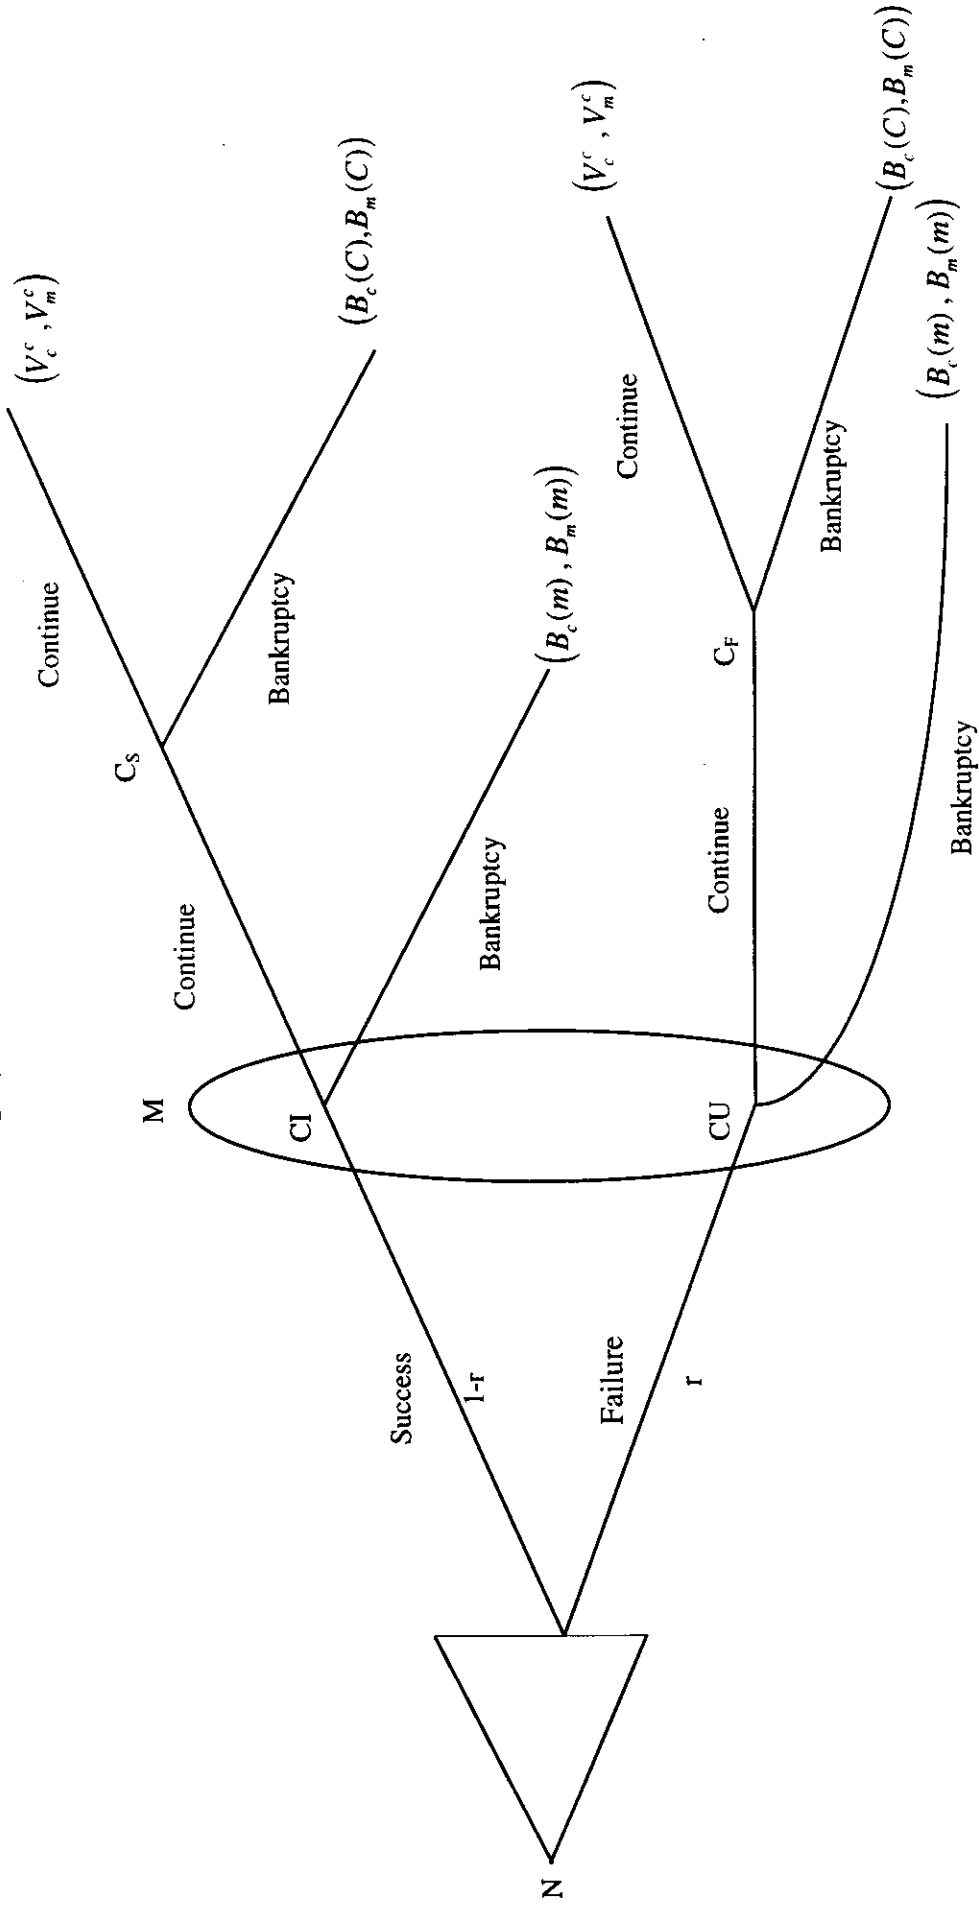 N
Success
1-r
Failure
r
M
CI
CU
Continue
Bankruptcy
(B_c(m), B_m(m))
C_S
Continue
(V_c^c, V_m^c)
Bankruptcy
(B_c(C), B_m(C))
Continue
C_F
Continue
(V_c^c, V_m^c)
Bankruptcy
(B_c(C), B_m(C))
Bankruptcy
(B_c(m), B_m(m))